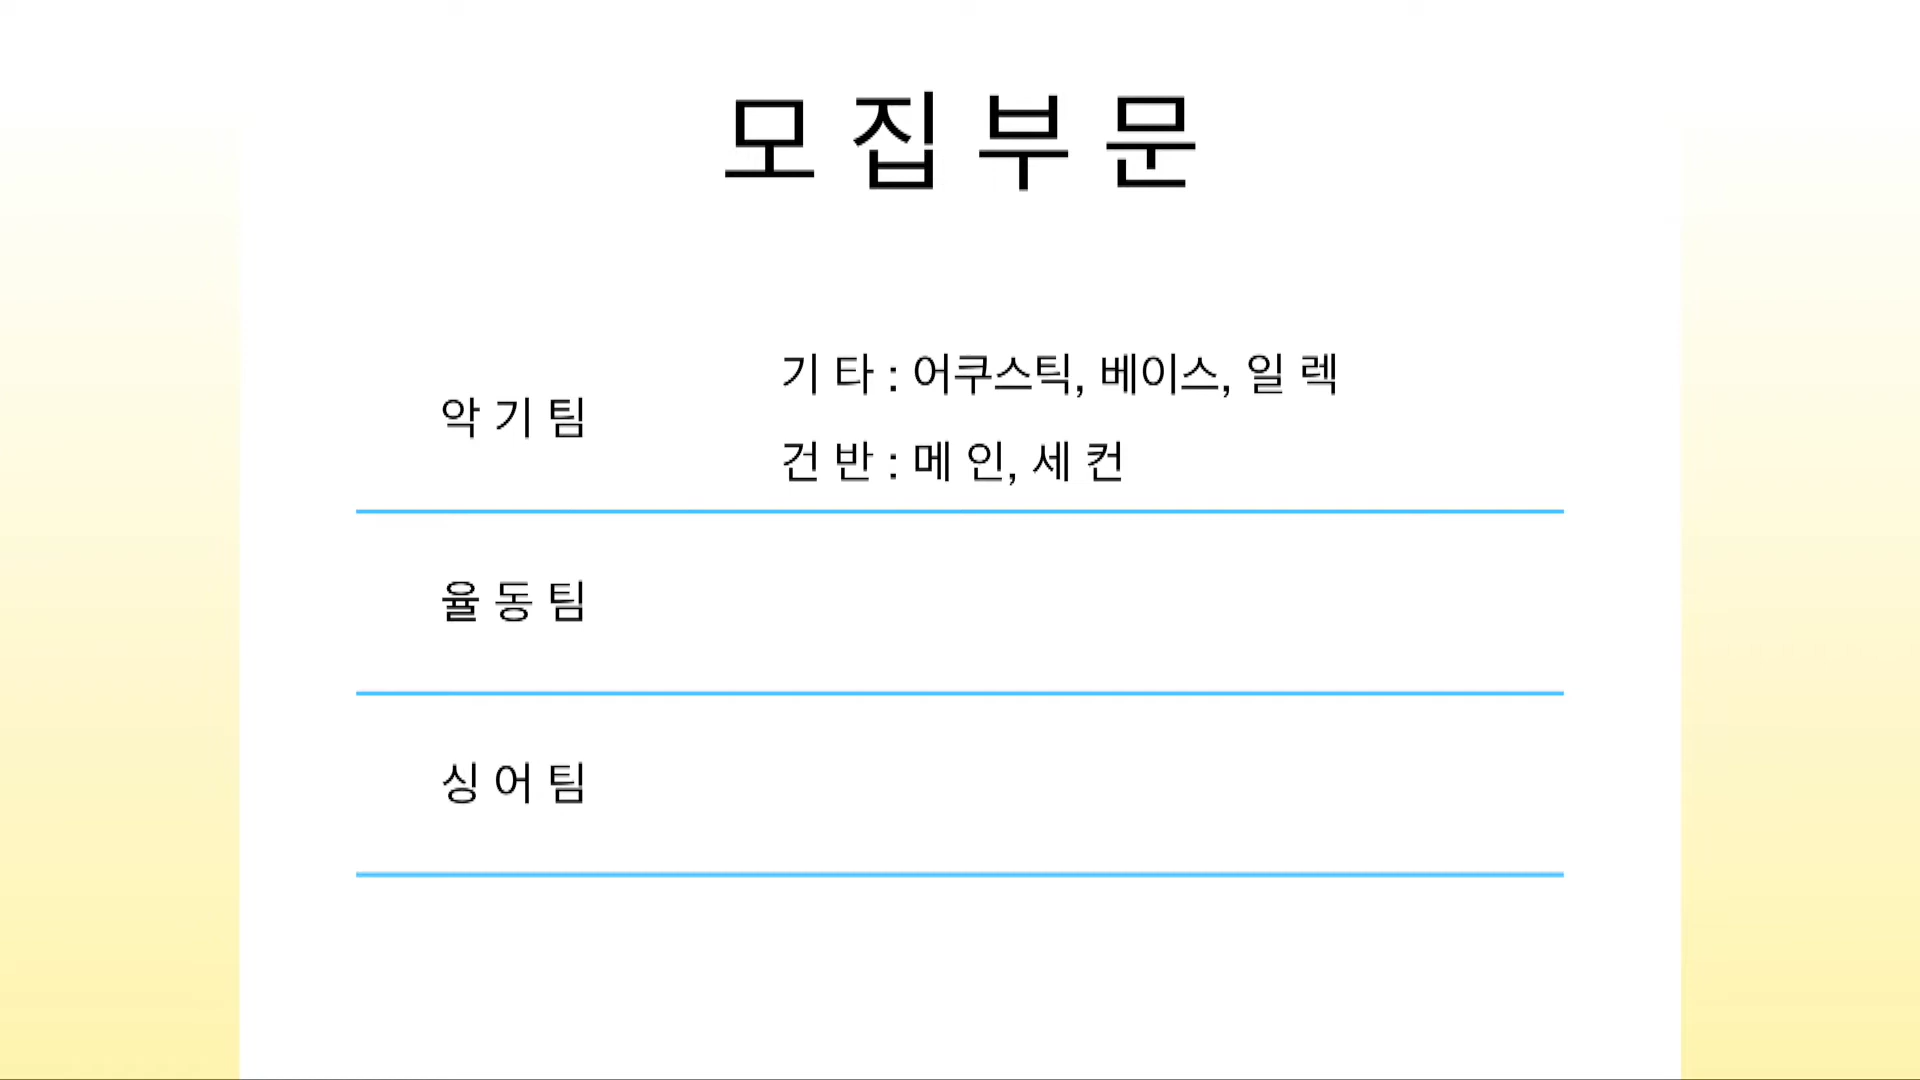 모 집 부 문
기 타 : 어쿠스틱, 베이스, 일 렉
악 기 팀
건 반 : 메 인, 세 컨
율 동 팀
싱 어 팀